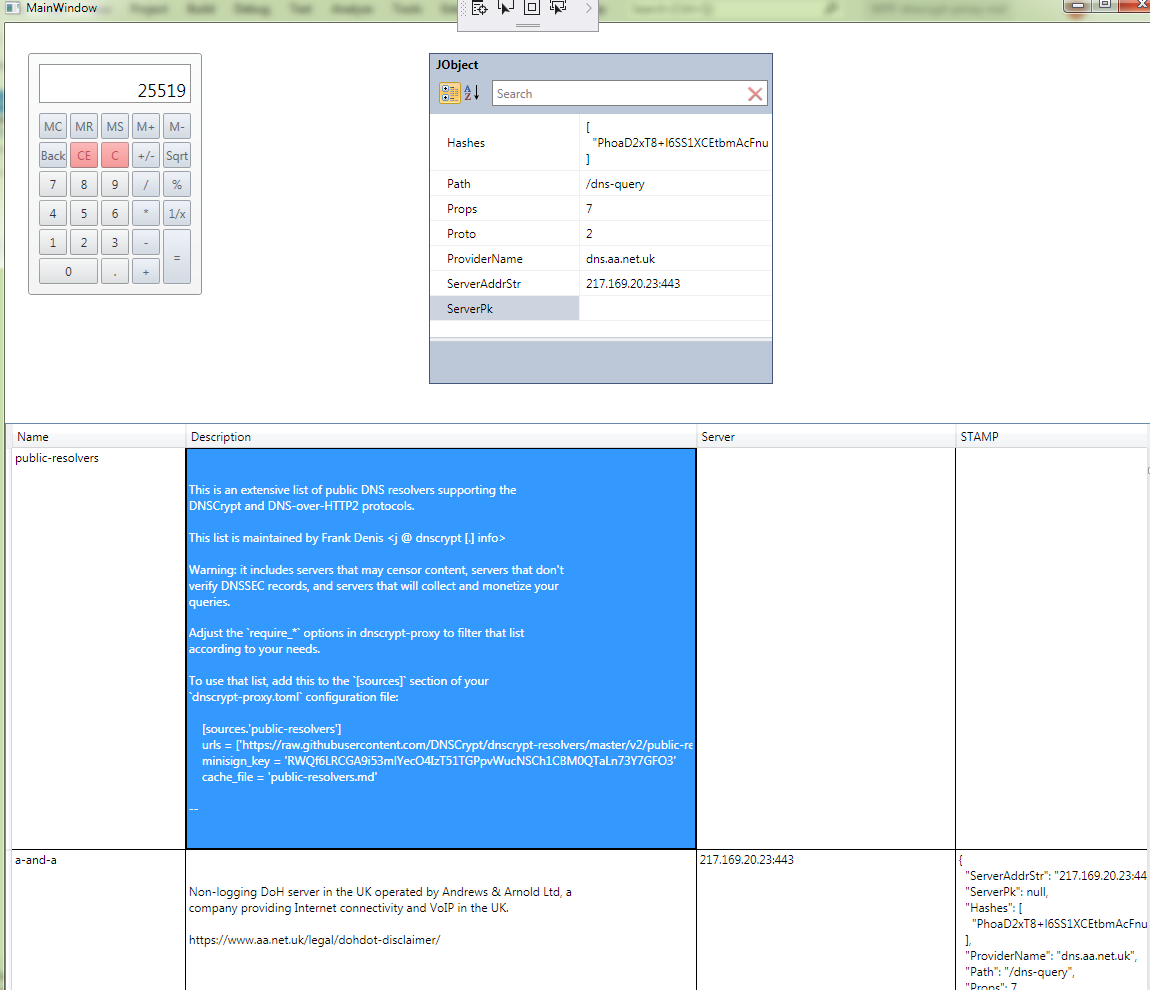 MainWindow
25519
MC MR MS M+ M-
Back CE C +/- Sqrt
7 8 9 / %
4 5 6 * 1/x
1 2 3 - =
0 . +
JObject
Search
Hashes
[
"PhoaD2xT8+I6SS1XCEtbmAcFnu
]
Path /dns-query
Props 7
Proto 2
ProviderName dns.aa.net.uk
ServerAddrStr 217.169.20.23:443
ServerPk
Name Description Server STAMP
public-resolvers
This is an extensive list of public DNS resolvers supporting the
DNSCrypt and DNS-over-HTTP2 protocols.
This list is maintained by Frank Denis <j @ dnscrypt [.] info>
Warning: it includes servers that may censor content, servers that don't
verify DNSSEC records, and servers that will collect and monetize your
queries.
Adjust the `require_*` options in dnscrypt-proxy to filter that list
according to your needs.
To use that list, add this to the `[sources]` section of your
`dnscrypt-proxy.toml` configuration file:
[sources.'public-resolvers']
urls = ['https://raw.githubusercontent.com/DNSCrypt/dnscrypt-resolvers/master/v2/public-re
minisign_key = 'RWQf6LRCGA9i53mlYecO4IzT51TGPpvWucNSCh1CBM0QTaLn73Y7GFO3'
cache_file = 'public-resolvers.md'
--
a-and-a
Non-logging DoH server in the UK operated by Andrews & Arnold Ltd, a
company providing Internet connectivity and VoIP in the UK.
https://www.aa.net.uk/legal/dohdot-disclaimer/
217.169.20.23:443
{
"ServerAddrStr": "217.169.20.23:44
"ServerPk": null,
"Hashes": [
"PhoaD2xT8+I6SS1XCEtbmAcFnu
],
"ProviderName": "dns.aa.net.uk",
"Path": "/dns-query",
"Props": 7,